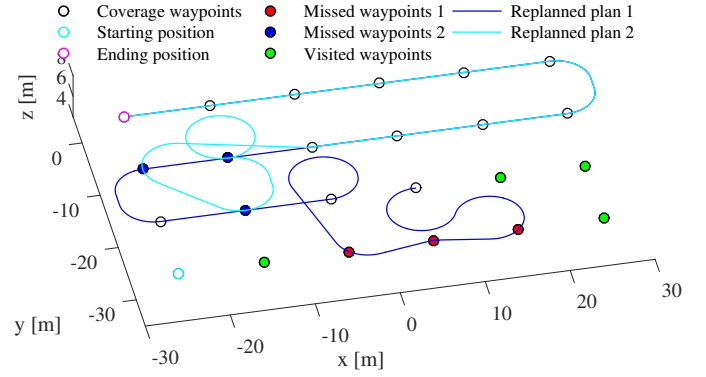 Coverage waypoints Missed waypoints 1 Replanned plan 1
Starting position Missed waypoints 2 Replanned plan 2
Ending position Visited waypoints
8
6
4
z [m]
0
-10
-20
-30
y [m]
-30 -20 -10 0 10 20 30
x [m]